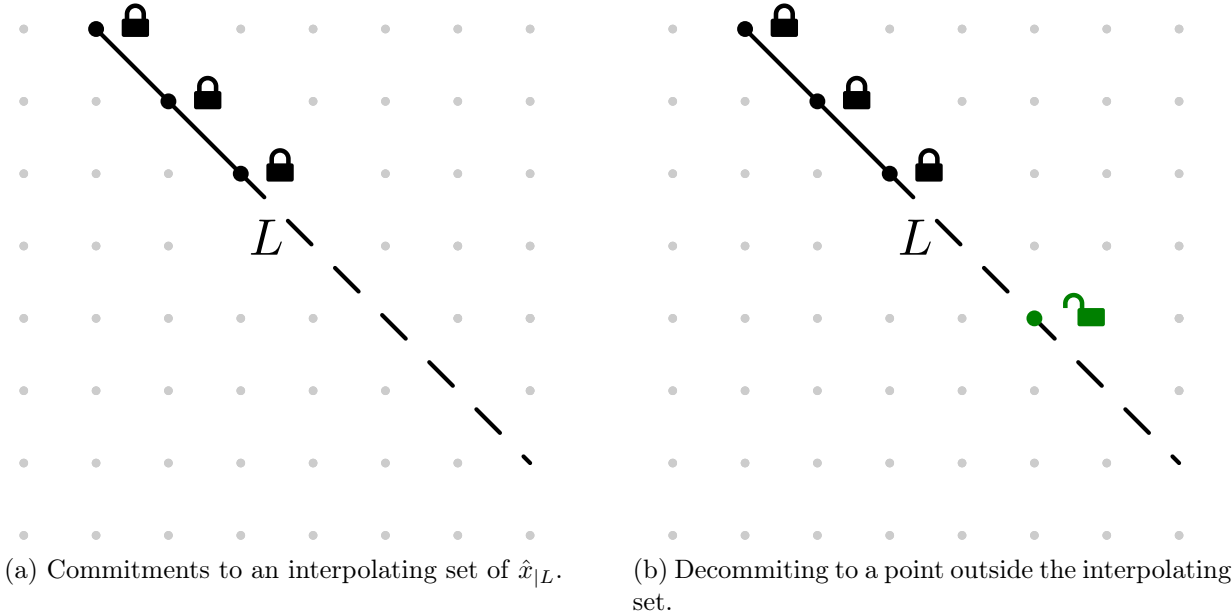 L
L
(a) Commitments to an interpolating set of x̂|L.
(b) Decommiting to a point outside the interpolating
set.